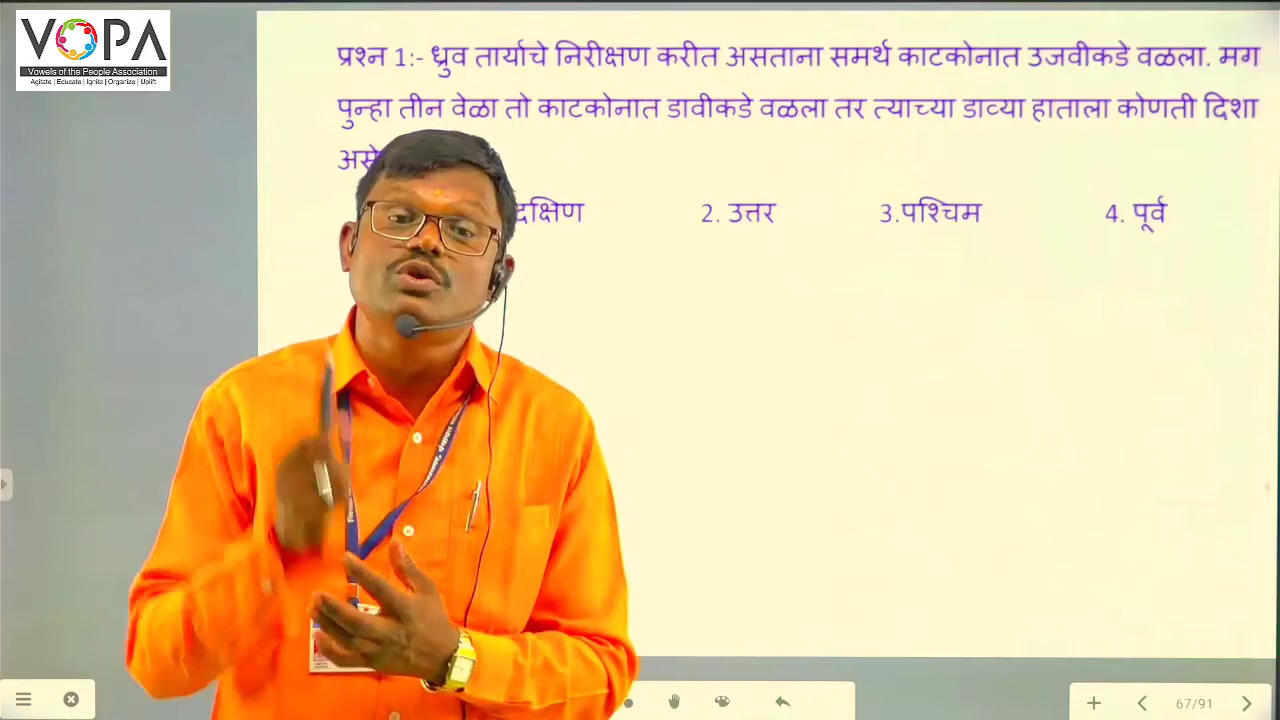 VOPA
Vowels of the People Association
Agitate | Educate | Ignite | Organize | Uplift
प्रश्न 1:- ध्रुव तार्याचे निरीक्षण करीत असताना समर्थ काटकोनात उजवीकडे वळला. मग
पुन्हा तीन वेळा तो काटकोनात डावीकडे वळला तर त्याच्या डाव्या हाताला कोणती दिशा
दक्षिण 2. उत्तर 3.पश्चिम 4. पूर्व
67/91